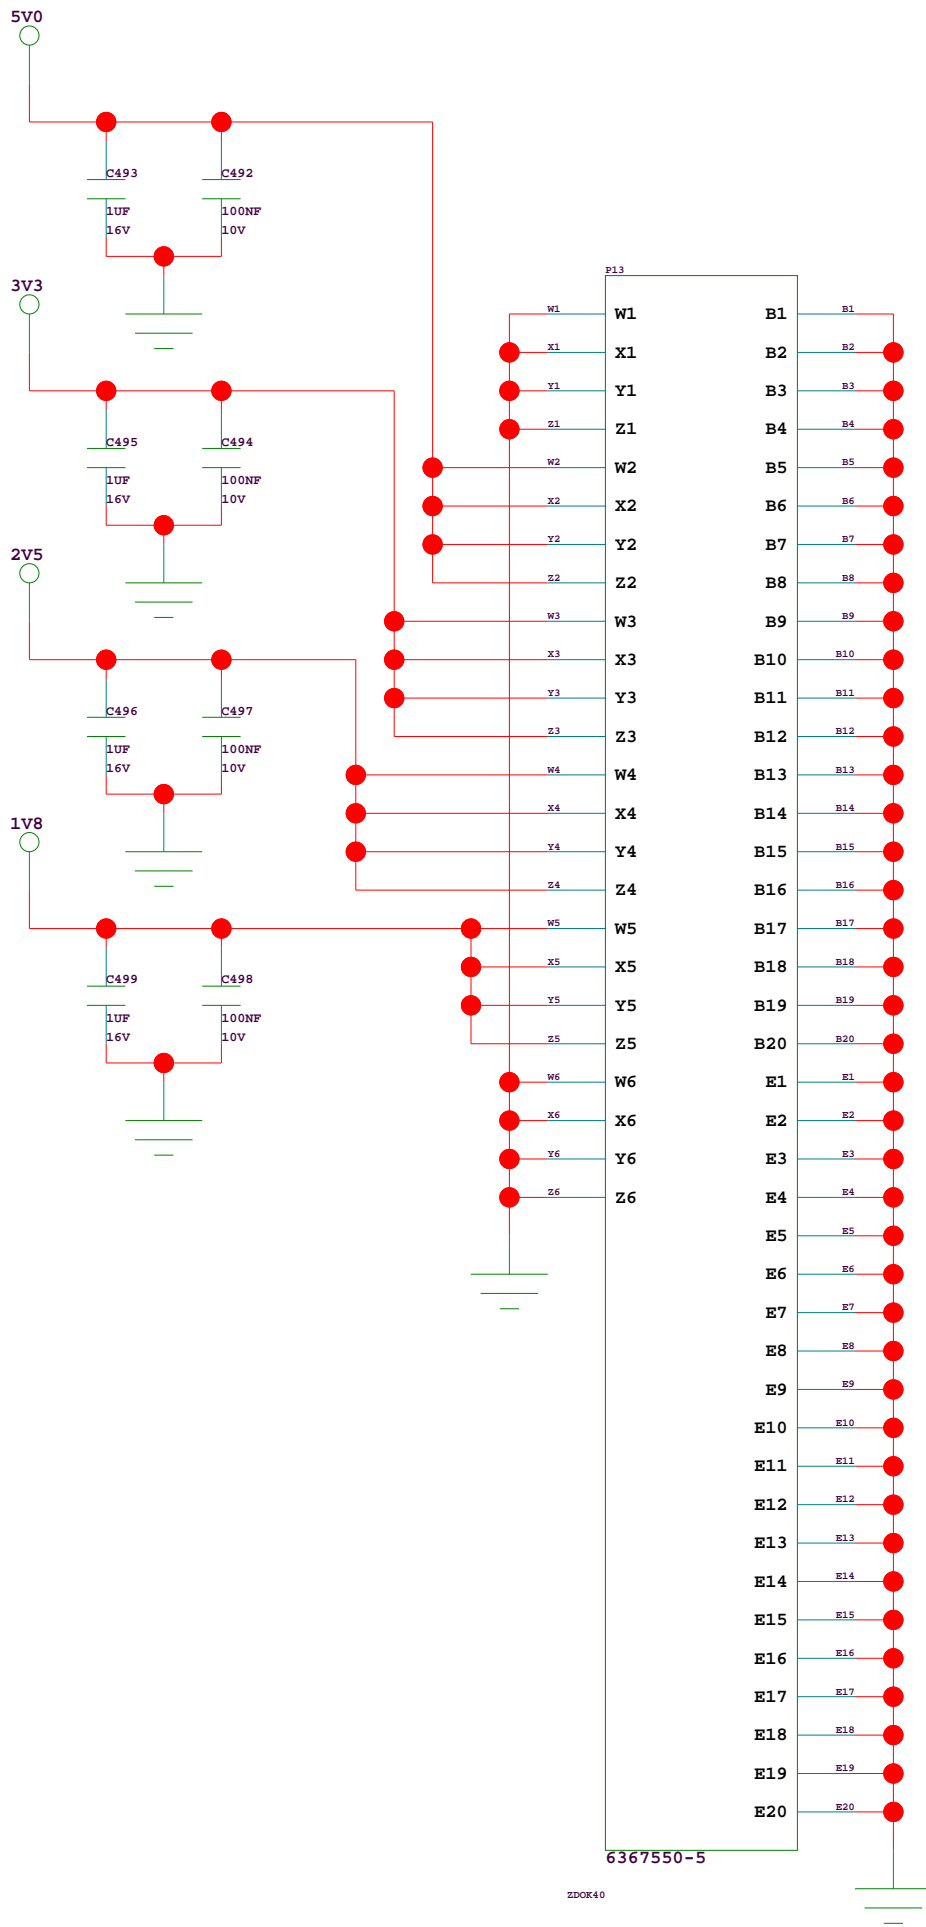 5V0
C493 C492
1UF 100NF
16V 10V
3V3
C495 C494
1UF 100NF
16V 10V
2V5
C496 C497
1UF 100NF
16V 10V
1V8
C499 C498
1UF 100NF
16V 10V
P13
W1 W1 B1 B1
X1 X1 B2 B2
Y1 Y1 B3 B3
Z1 Z1 B4 B4
W2 W2 B5 B5
X2 X2 B6 B6
Y2 Y2 B7 B7
Z2 Z2 B8 B8
W3 W3 B9 B9
X3 X3 B10 B10
Y3 Y3 B11 B11
Z3 Z3 B12 B12
W4 W4 B13 B13
X4 X4 B14 B14
Y4 Y4 B15 B15
Z4 Z4 B16 B16
W5 W5 B17 B17
X5 X5 B18 B18
Y5 Y5 B19 B19
Z5 Z5 B20 B20
W6 W6 E1 E1
X6 X6 E2 E2
Y6 Y6 E3 E3
Z6 Z6 E4 E4
E5 E5
E6 E6
E7 E7
E8 E8
E9 E9
E10 E10
E11 E11
E12 E12
E13 E13
E14 E14
E15 E15
E16 E16
E17 E17
E18 E18
E19 E19
E20 E20
6367550-5
ZDOK40